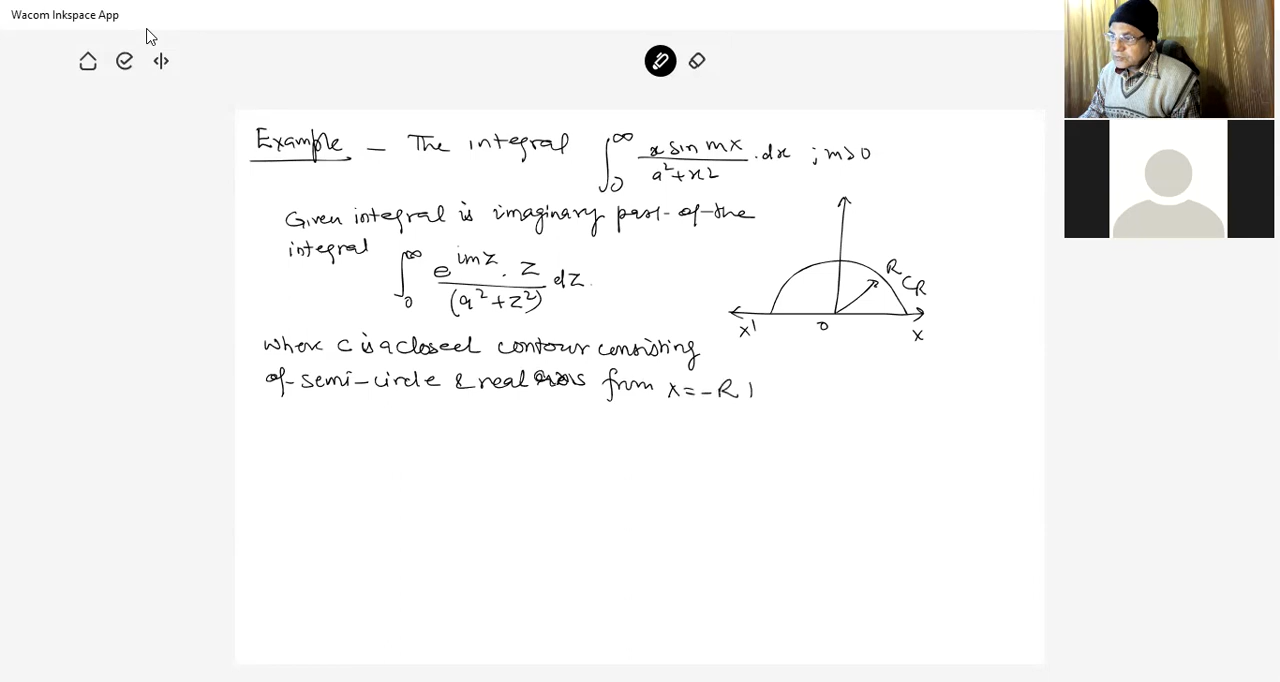 Wacom Inkspace App
Example – The integral ∫₀^∞ x sin mx / (a²+x²) . dx ; m>0
Given integral is imaginary part of the
integral
∫₀^∞ e^{imz} . z / (a²+z²) dz.
R
CR
X' 0 X
where C is a closed contour consisting
of semi-circle & real axis from x = -R